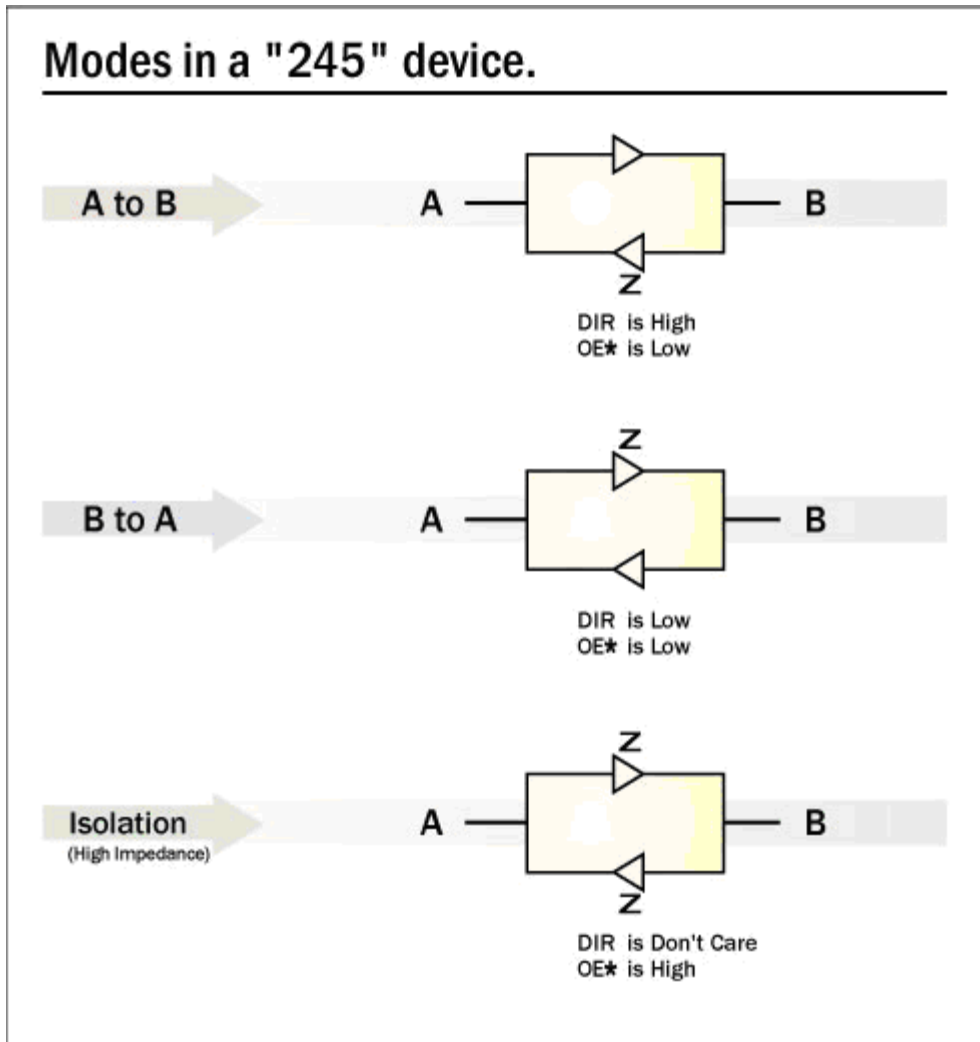 Modes in a "245" device.
A to B
A
B
Z
DIR is High
OE* is Low
Z
B to A
A
B
DIR is Low
OE* is Low
Z
Isolation
(High Impedance)
A
B
Z
DIR is Don't Care
OE* is High